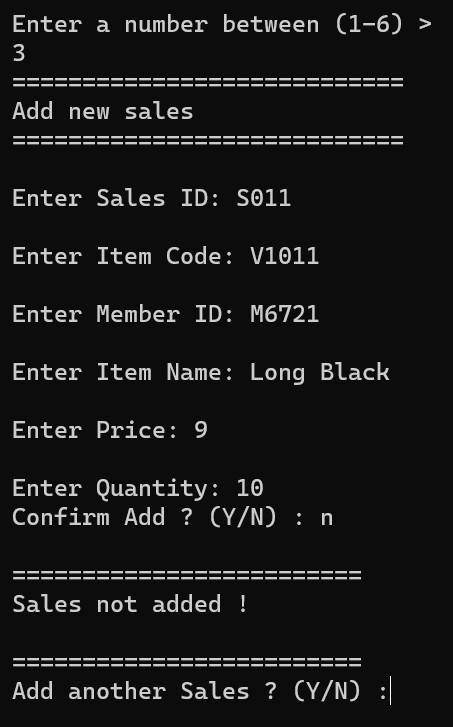 Enter a number between (1-6) >
3
============================
Add new sales
============================
Enter Sales ID: S011
Enter Item Code: V1011
Enter Member ID: M6721
Enter Item Name: Long Black
Enter Price: 9
Enter Quantity: 10
Confirm Add ? (Y/N) : n
=========================
Sales not added !
=========================
Add another Sales ? (Y/N) :